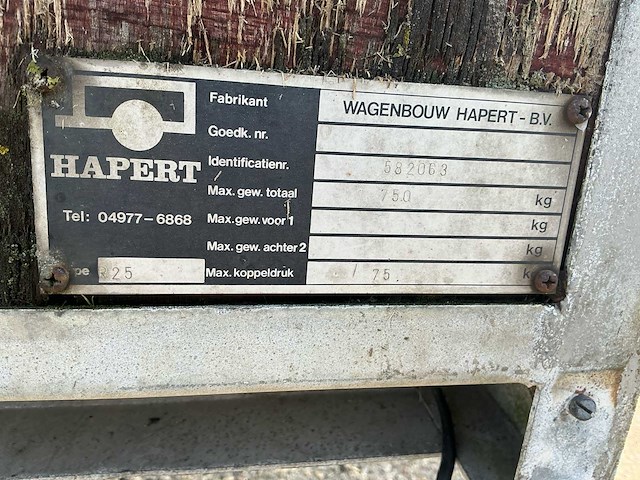 Fabrikant WAGENBOUW HAPERT - B.V.
Goedk. nr.
HAPERT
Identificatienr. 582063
Max. gew. totaal 750 kg
Tel: 04977-6868
Max. gew. voor 1 kg
Max. gew. achter 2 kg
25
Max. koppeldruk / 75.